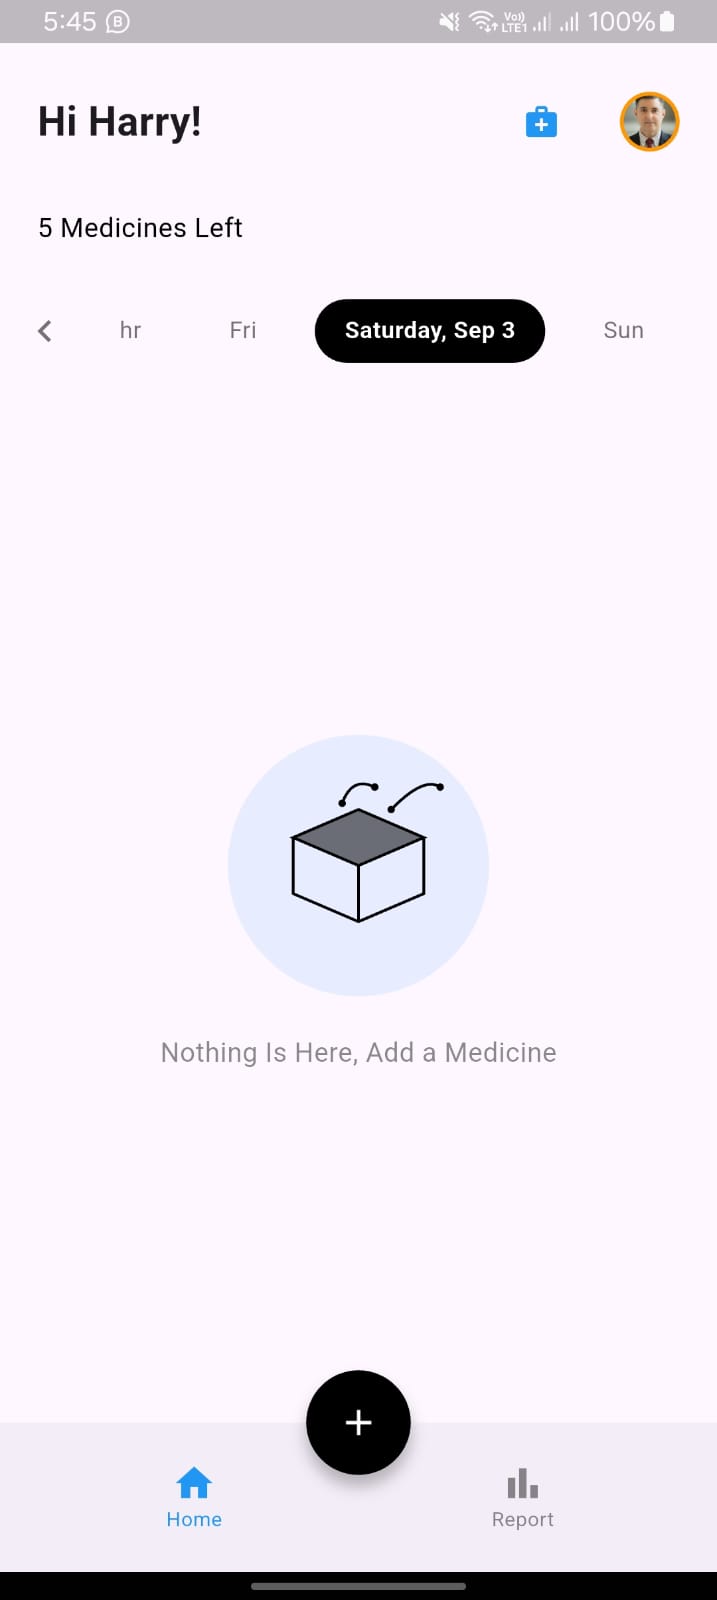 5:45 B Vo) LTE1 100%
Hi Harry!
5 Medicines Left
hr Fri Saturday, Sep 3 Sun
Nothing Is Here, Add a Medicine
Home Report